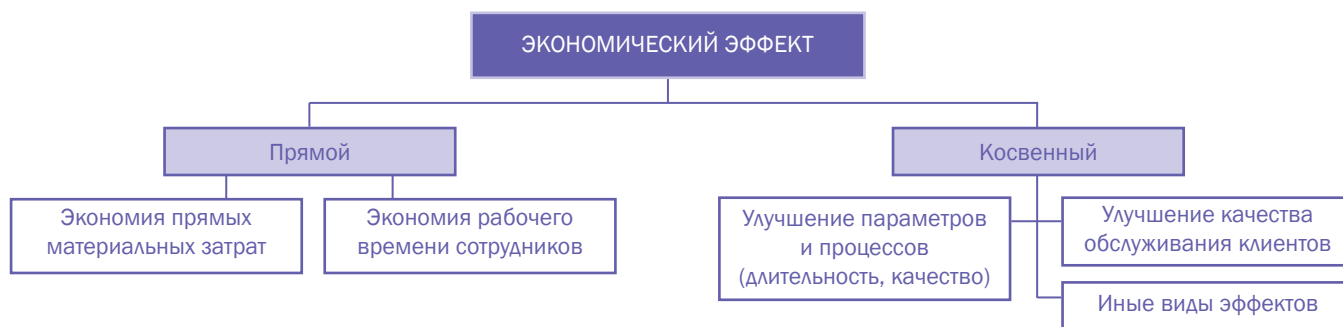 ЭКОНОМИЧЕСКИЙ ЭФФЕКТ
Прямой
Косвенный
Экономия прямых
материальных затрат
Экономия рабочего
времени сотрудников
Улучшение параметров
и процессов
(длительность, качество)
Улучшение качества
обслуживания клиентов
Иные виды эффектов